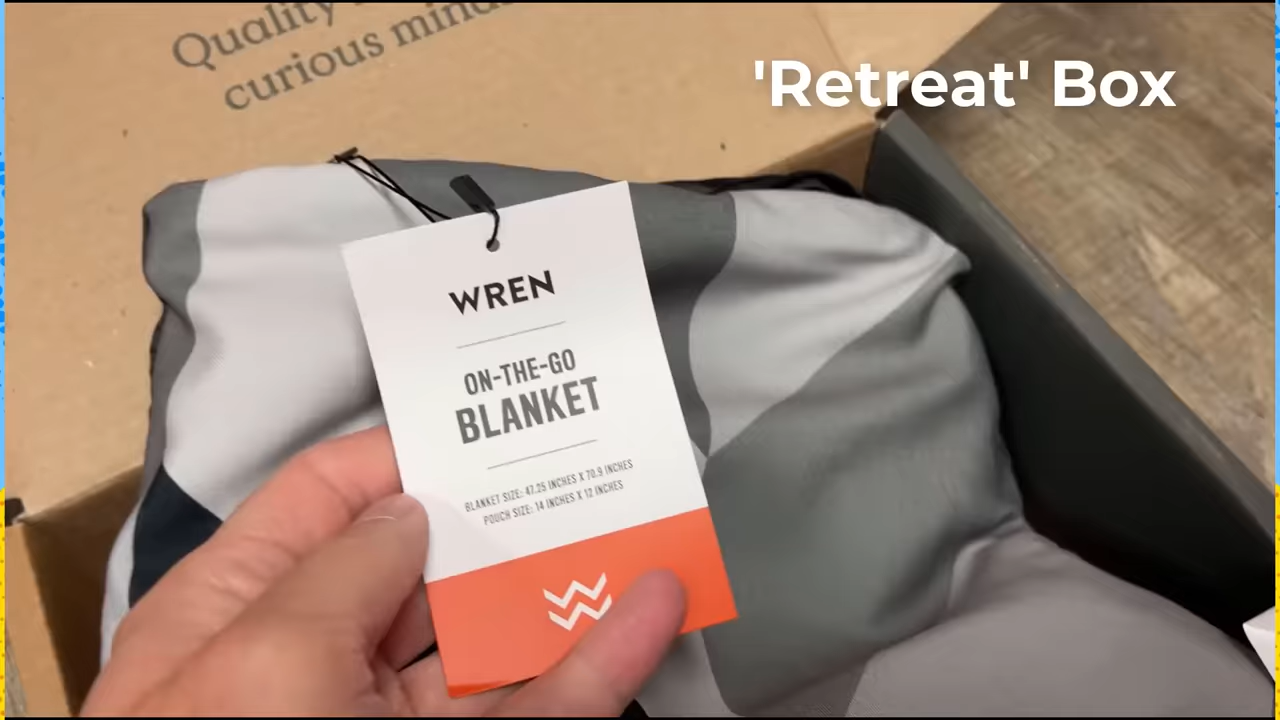 Quality
curious minds
'Retreat' Box
WREN
ON-THE-GO
BLANKET
BLANKET SIZE: 47.25 INCHES X 70.9 INCHES
POUCH SIZE: 14 INCHES X 12 INCHES